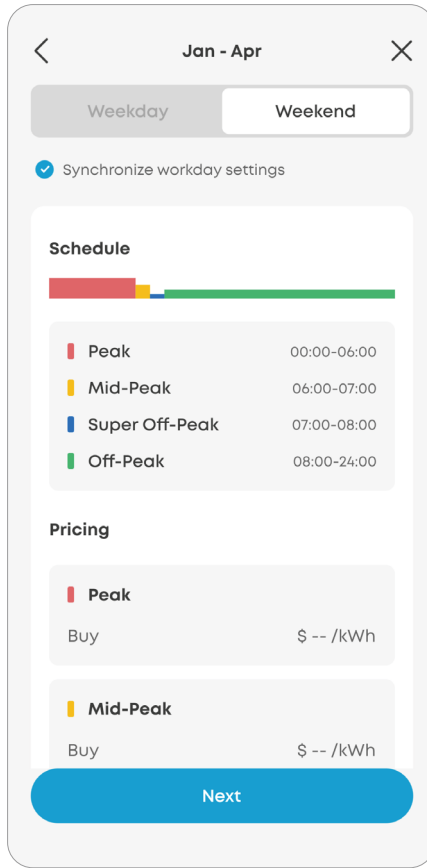 Jan - Apr
Weekday Weekend
Synchronize workday settings
Schedule
Peak 00:00-06:00
Mid-Peak 06:00-07:00
Super Off-Peak 07:00-08:00
Off-Peak 08:00-24:00
Pricing
Peak
Buy $ -- /kWh
Mid-Peak
Buy $ -- /kWh
Next